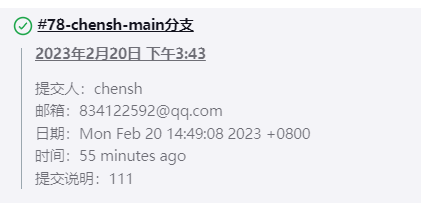 #78-chensh-main分支
2023年2月20日 下午3:43
提交人：chensh
邮箱：834122592@qq.com
日期：Mon Feb 20 14:49:08 2023 +0800
时间：55 minutes ago
提交说明：111